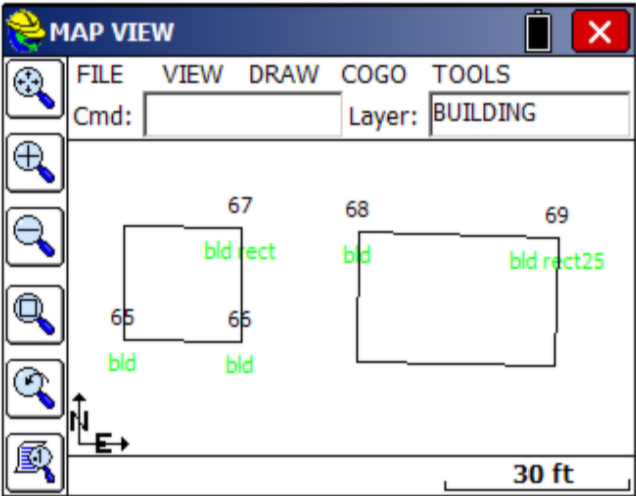 MAP VIEW
FILE VIEW DRAW COGO TOOLS
Cmd: Layer: BUILDING
67 68 69
bld rect bld bld rect25
65 66
bld bld
N
E
30 ft